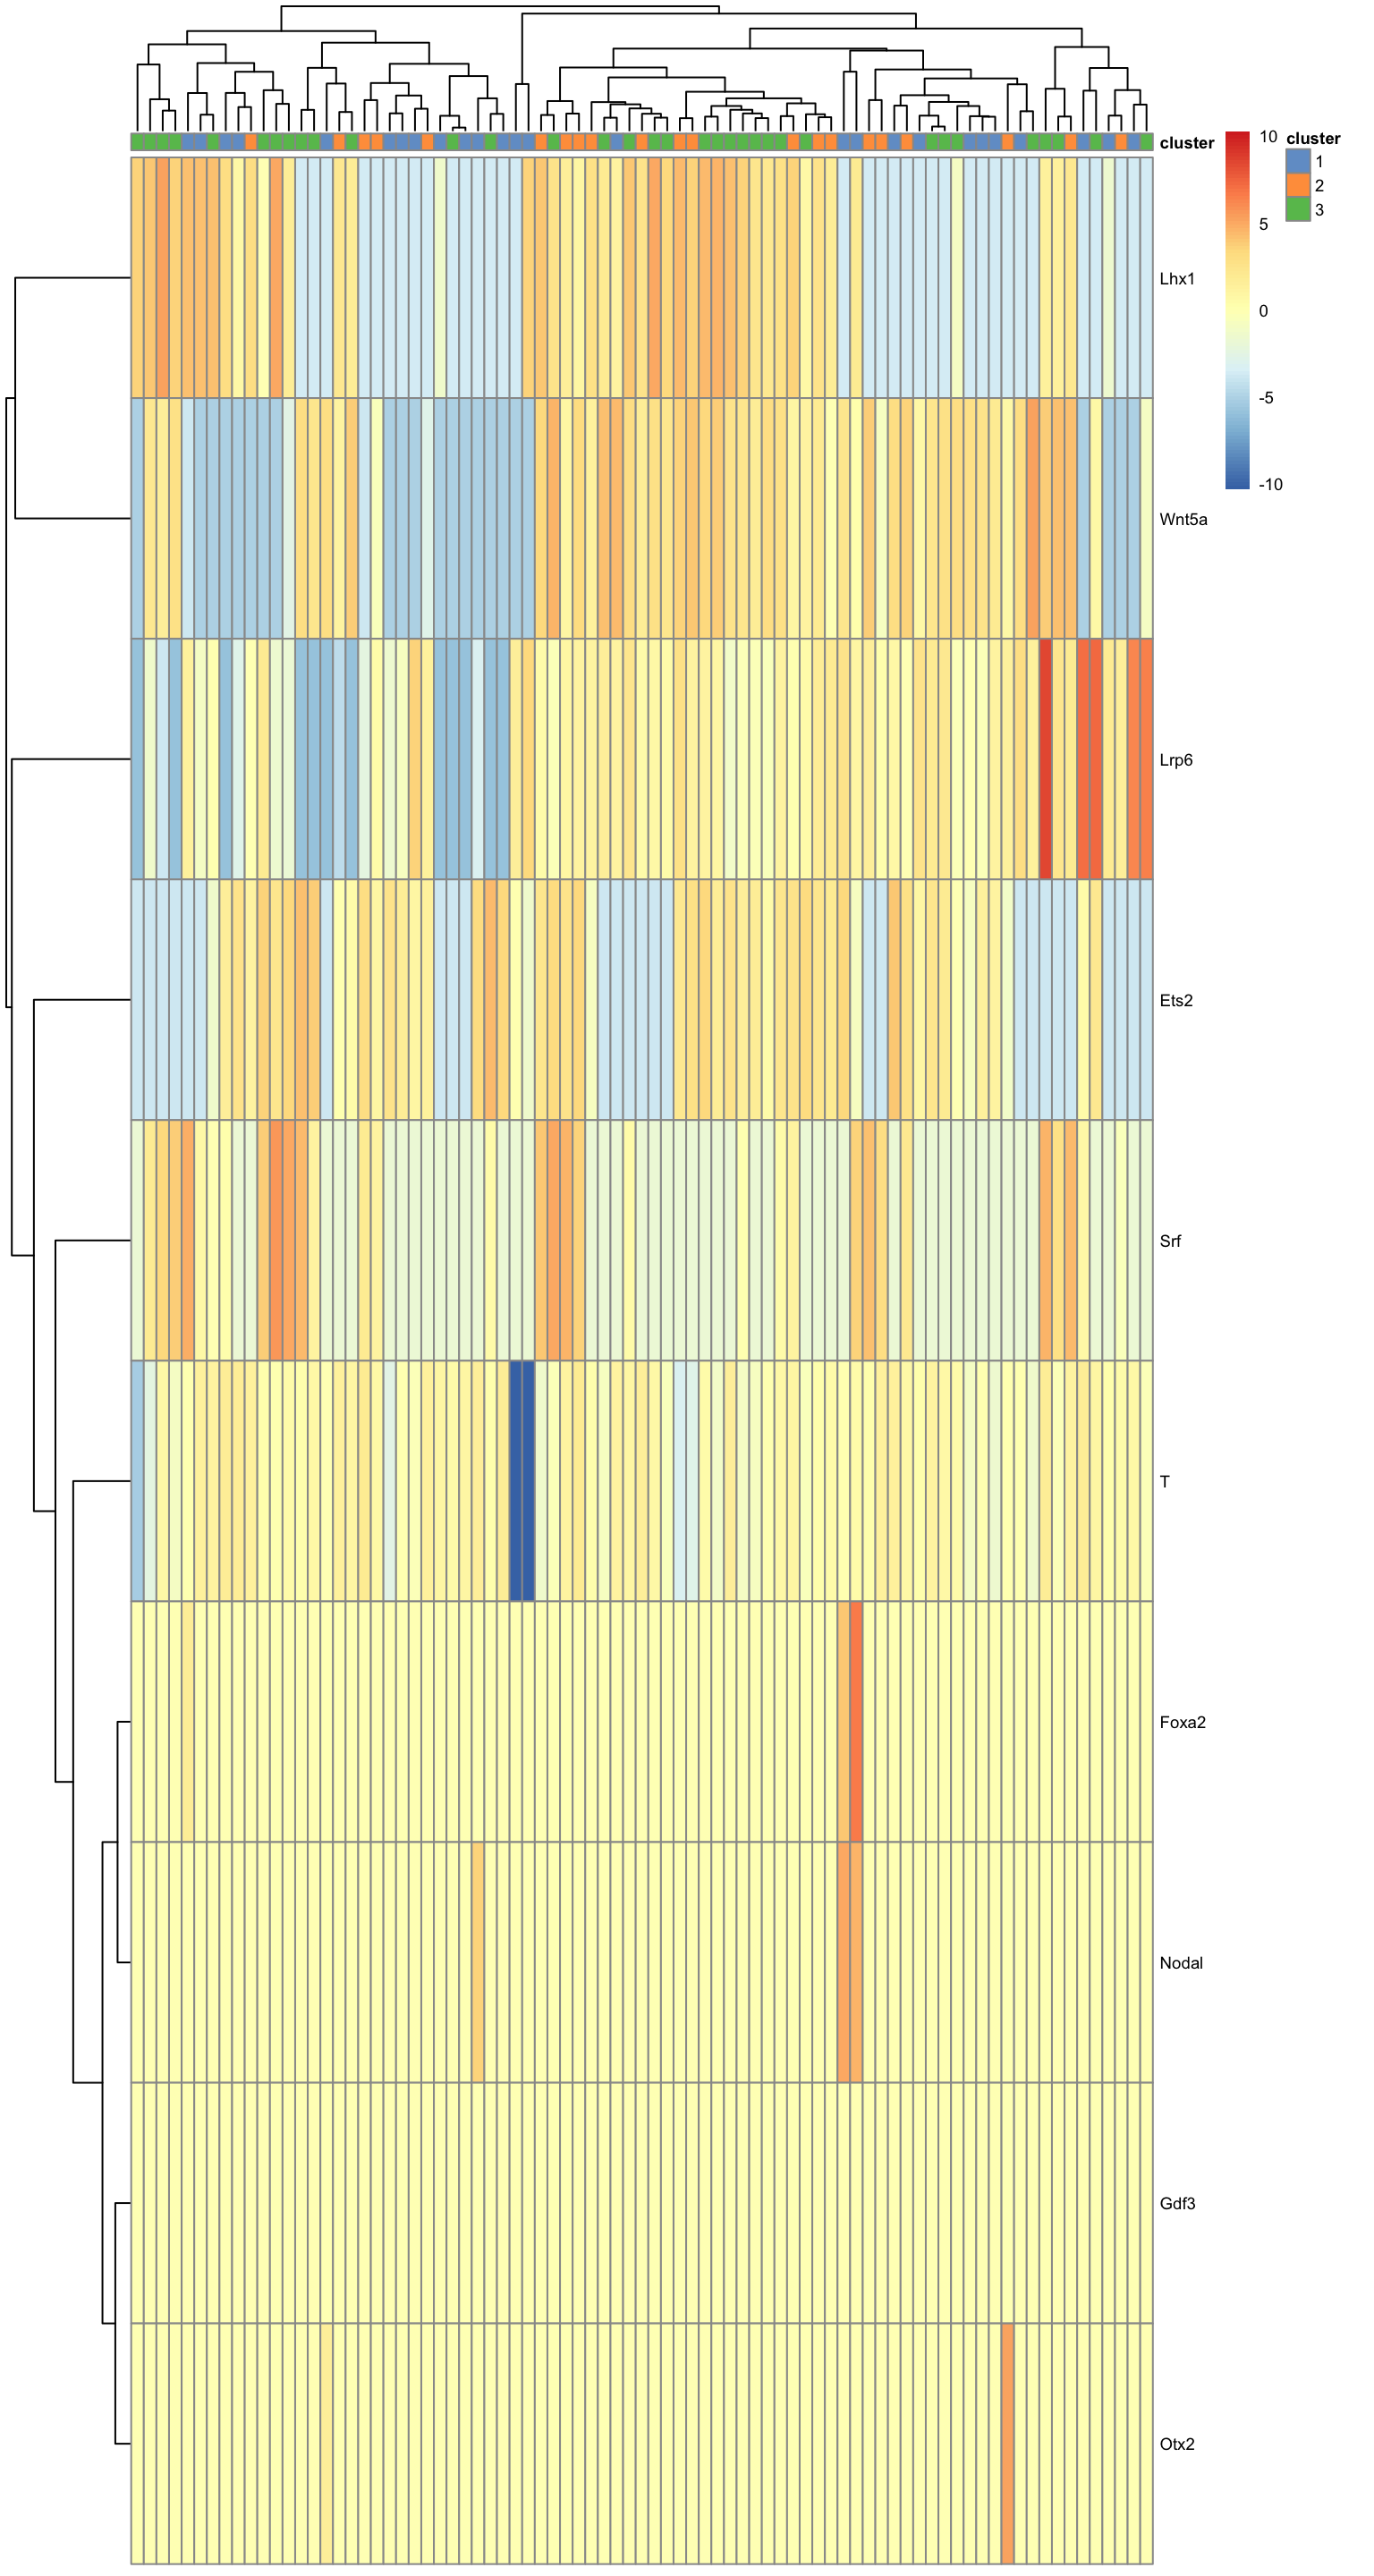 cluster
10
5
0
-5
-10
cluster
1
2
3
Lhx1
Wnt5a
Lrp6
Ets2
Srf
T
Foxa2
Nodal
Gdf3
Otx2